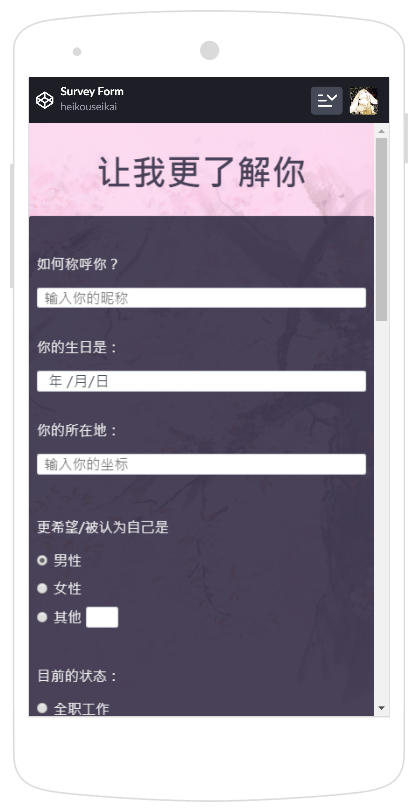 Survey Form
heikouseikai
让我更了解你
如何称呼你？
输入你的昵称
你的生日是：
年 /月/日
你的所在地：
输入你的坐标
更希望/被认为自己是
男性
女性
其他
目前的状态：
全职工作